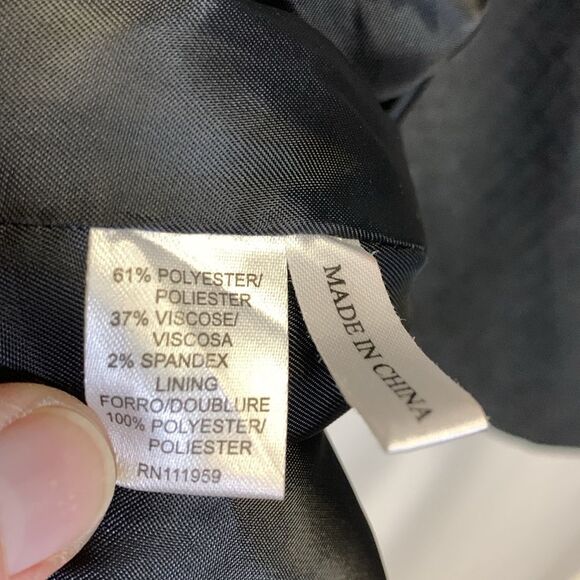 61% POLYESTER/
POLIESTER
37% VISCOSE/
VISCOSA
2% SPANDEX
LINING
FORRO/DOUBLURE
100% POLYESTER/
POLIESTER
RN111959
MADE IN CHINA